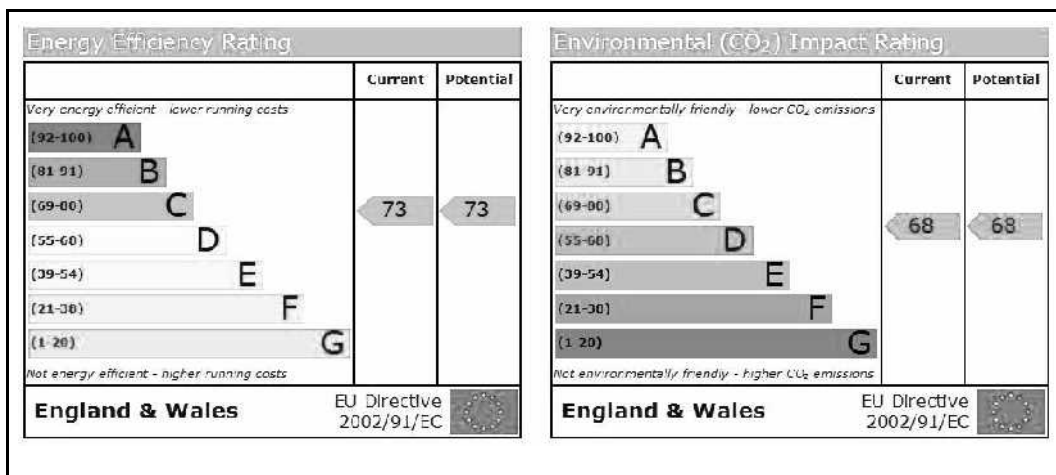 Energy Efficiency Rating
Current Potential
Very energy efficient - lower running costs
(92-100) A
(81-91) B
(69-80) C
73 73
(55-68) D
(39-54) E
(21-38) F
(1-20) G
Not energy efficient - higher running costs
England & Wales
EU Directive
2002/91/EC
Environmental (CO₂) Impact Rating
Current Potential
Very environmentally friendly - lower CO₂ emissions
(92-100) A
(81-91) B
(69-80) C
(55-68) D
68 68
(39-54) E
(21-38) F
(1-20) G
Not environmentally friendly - higher CO₂ emissions
England & Wales
EU Directive
2002/91/EC